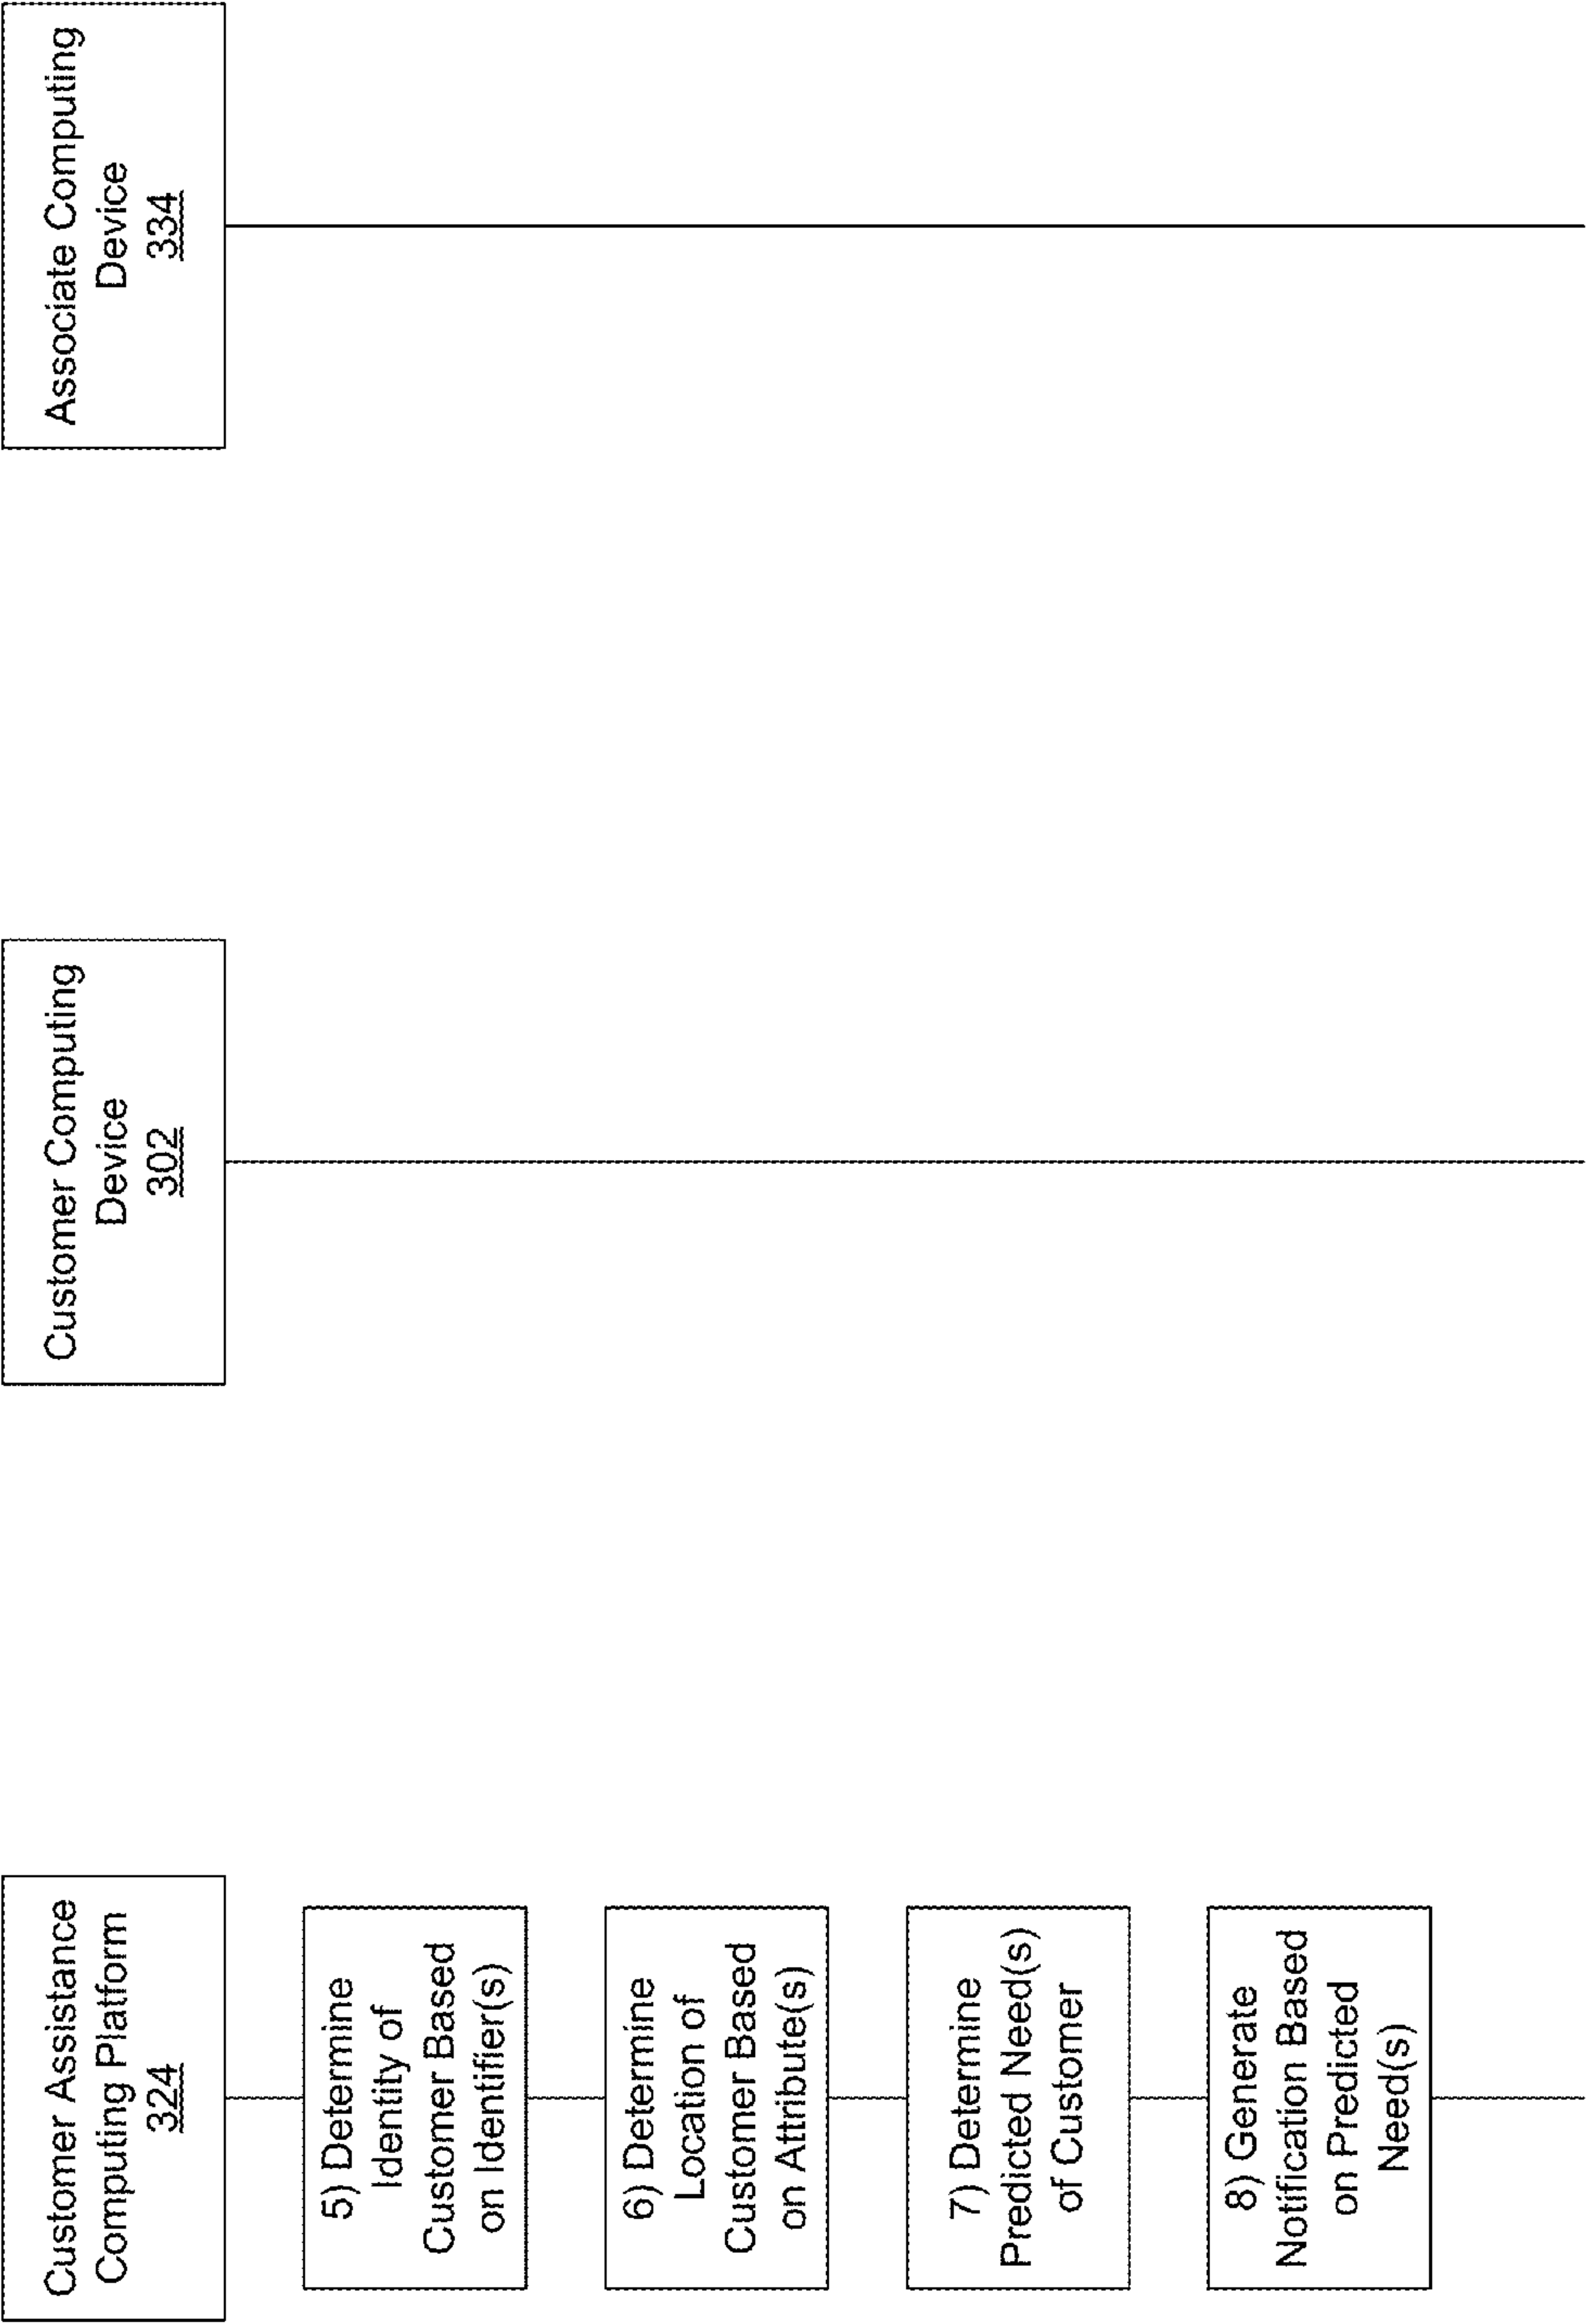 Customer Assistance
Computing Platform
324
Customer Computing
Device
302
Associate Computing
Device
334
5) Determine
Identity of
Customer Based
on Identifier(s)
6) Determine
Location of
Customer Based
on Attribute(s)
7) Determine
Predicted Need(s)
of Customer
8) Generate
Notification Based
on Predicted
Need(s)